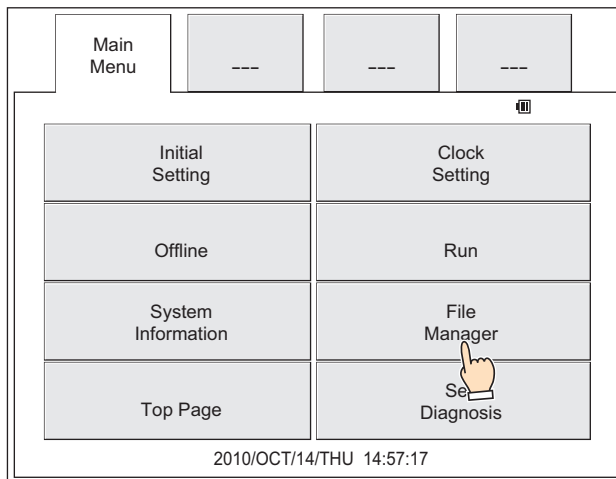 Main
Menu
---
---
---
Initial
Setting
Clock
Setting
Offline
Run
System
Information
File
Manager
Top Page
Diagnosis
2010/OCT/14/THU 14:57:17